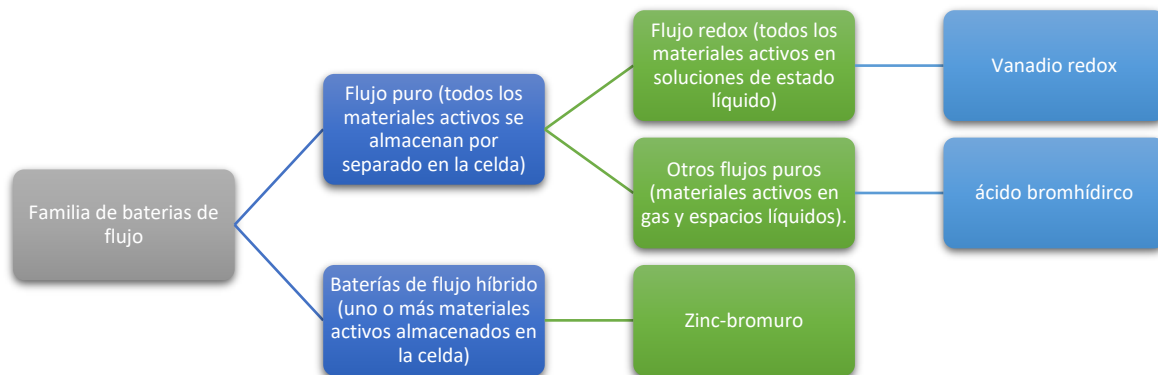 Familia de baterias de
flujo
Flujo puro (todos los
materiales activos se
almacenan por
separado en la celda)
Flujo redox (todos los
materiales activos en
soluciones de estado
líquido)
Vanadio redox
Otros flujos puros
(materiales activos en
gas y espacios líquidos).
ácido bromhídirco
Baterías de flujo híbrido
(uno o más materiales
activos almacenados en
la celda)
Zinc-bromuro